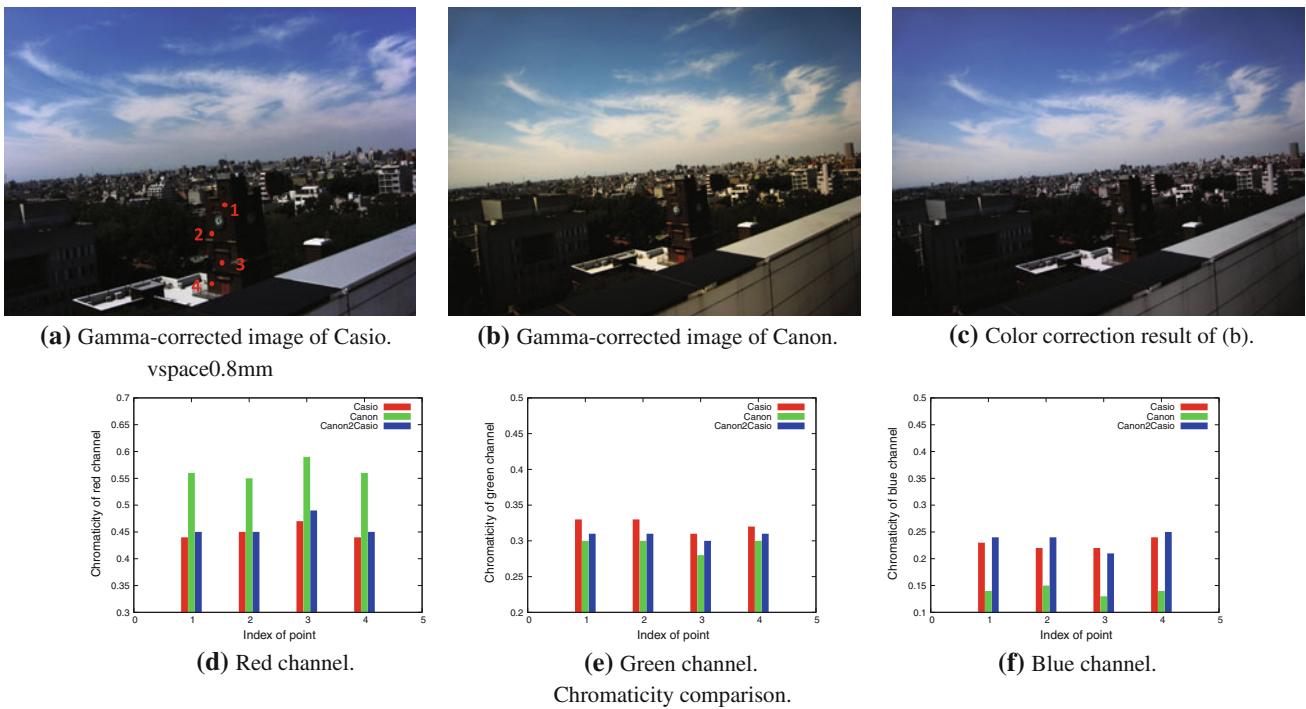 1
2
3
4
(a) Gamma-corrected image of Casio.
vspace0.8mm
(b) Gamma-corrected image of Canon.
(c) Color correction result of (b).
Chromaticity of red channel
0.7
0.65
0.6
0.55
0.5
0.45
0.4
0.35
0.3
0 1 2 3 4 5
Index of point
Casio
Canon
Canon2Casio
(d) Red channel.
Chromaticity of green channel
0.5
0.45
0.4
0.35
0.3
0.25
0.2
0 1 2 3 4 5
Index of point
Casio
Canon
Canon2Casio
(e) Green channel.
Chromaticity of blue channel
0.5
0.45
0.4
0.35
0.3
0.25
0.2
0.15
0.1
0 1 2 3 4 5
Index of point
Casio
Canon
Canon2Casio
(f) Blue channel.
Chromaticity comparison.